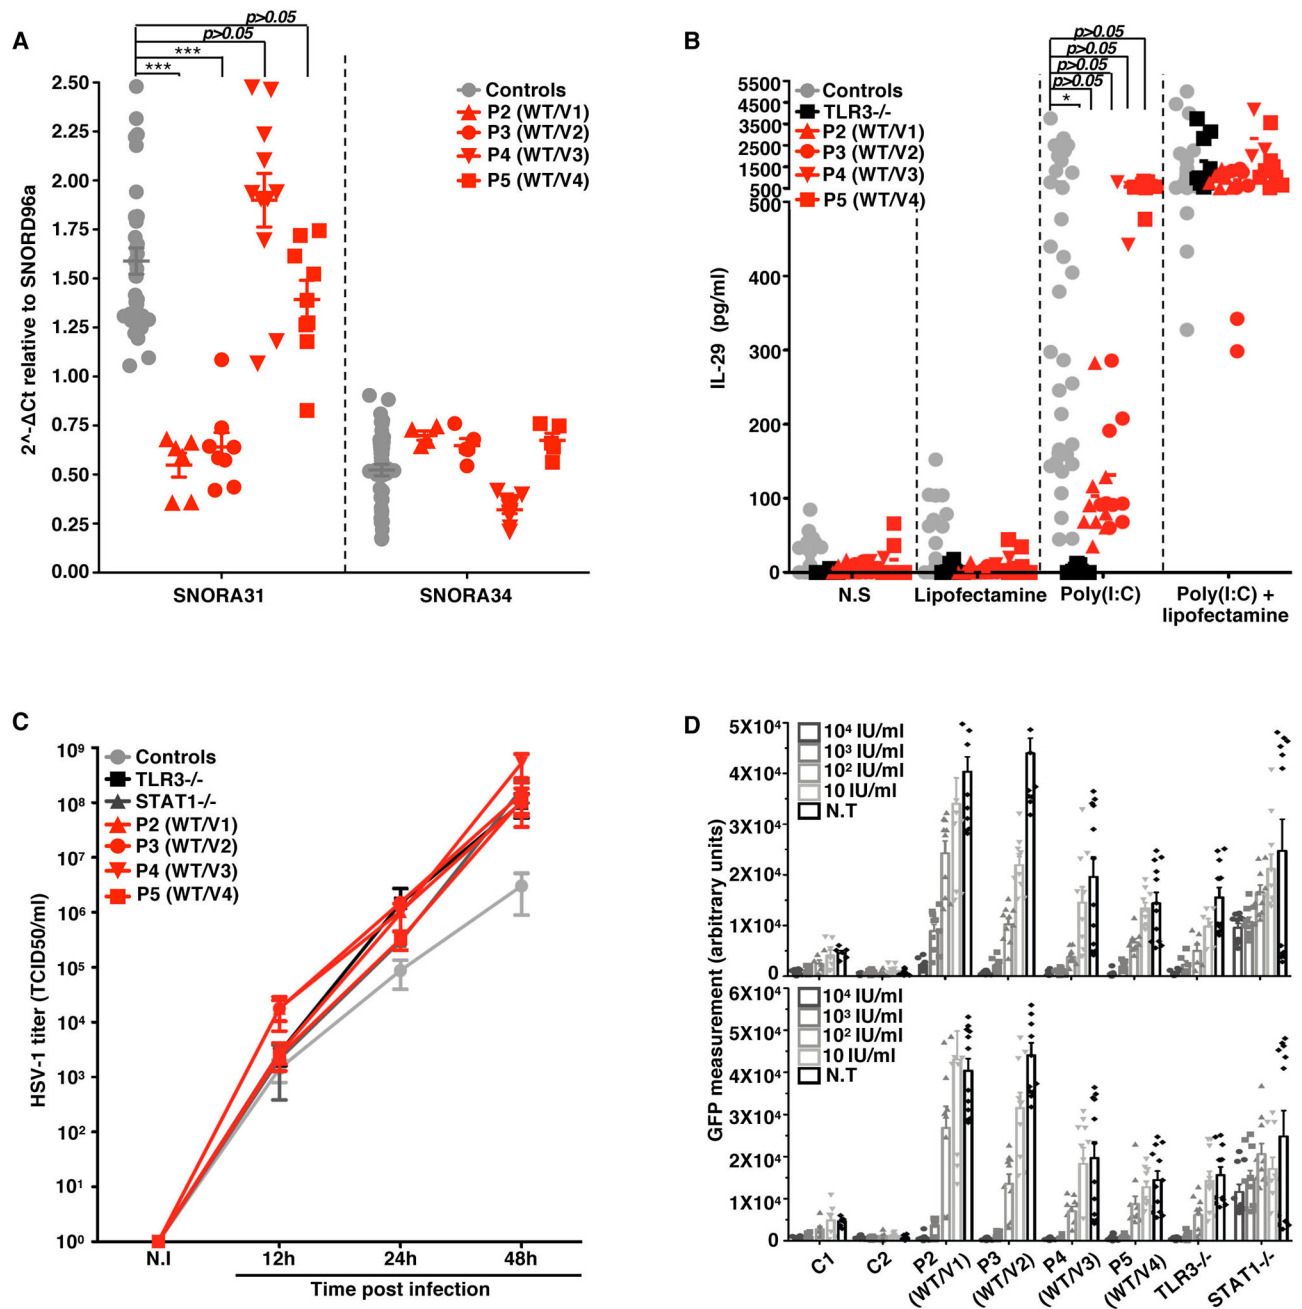 A
p>0.05
p>0.05
***
***
2^-ΔCt relative to SNORD96a
2.50
2.25
2.00
1.75
1.50
1.25
1.00
0.75
0.50
0.25
0.00
Controls
P2 (WT/V1)
P3 (WT/V2)
P4 (WT/V3)
P5 (WT/V4)
SNORA31
SNORA34
B
p>0.05
p>0.05
p>0.05
p>0.05
*
IL-29 (pg/ml)
5500
4500
3500
2500
1500
500
500
400
300
200
100
0
Controls
TLR3-/-
P2 (WT/V1)
P3 (WT/V2)
P4 (WT/V3)
P5 (WT/V4)
N.S
Lipofectamine
Poly(I:C)
Poly(I:C) +
lipofectamine
C
HSV-1 titer (TCID50/ml)
10⁹
10⁸
10⁷
10⁶
10⁵
10⁴
10³
10²
10¹
10⁰
Controls
TLR3-/-
STAT1-/-
P2 (WT/V1)
P3 (WT/V2)
P4 (WT/V3)
P5 (WT/V4)
N.I
12h
24h
48h
Time post infection
D
GFP measurement (arbitrary units)
5X10⁴
4X10⁴
3X10⁴
2X10⁴
1X10⁴
0
10⁴ IU/ml
10³ IU/ml
10² IU/ml
10 IU/ml
N.T
6X10⁴
5X10⁴
4X10⁴
3X10⁴
2X10⁴
1X10⁴
0
10⁴ IU/ml
10³ IU/ml
10² IU/ml
10 IU/ml
N.T
C1
C2
P2
(WT/V1)
P3
(WT/V2)
P4
(WT/V3)
P5
(WT/V4)
TLR3-/-
STAT1-/-